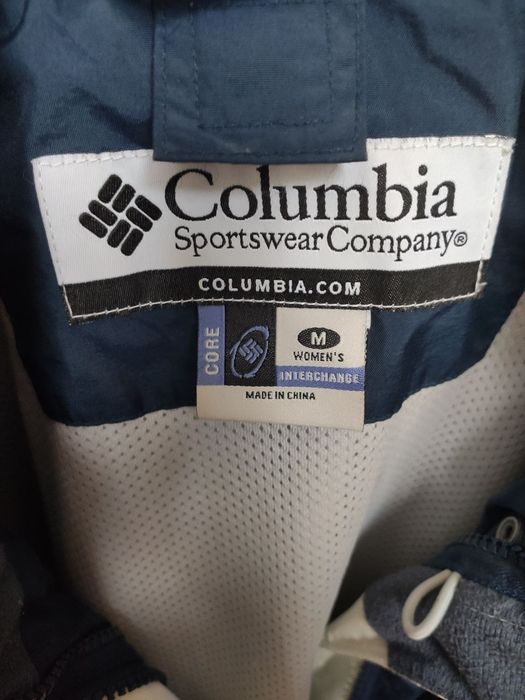 Columbia
Sportswear Company®
COLUMBIA.COM
CORE
M
WOMEN'S
INTERCHANGE
MADE IN CHINA